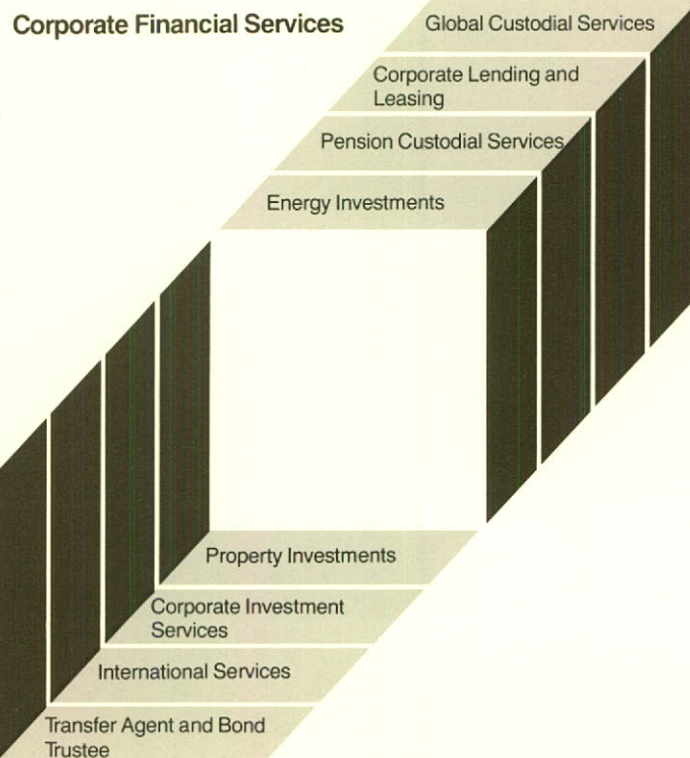 Corporate Financial Services
Global Custodial Services
Corporate Lending and
Leasing
Pension Custodial Services
Energy Investments
Property Investments
Corporate Investment
Services
International Services
Transfer Agent and Bond
Trustee